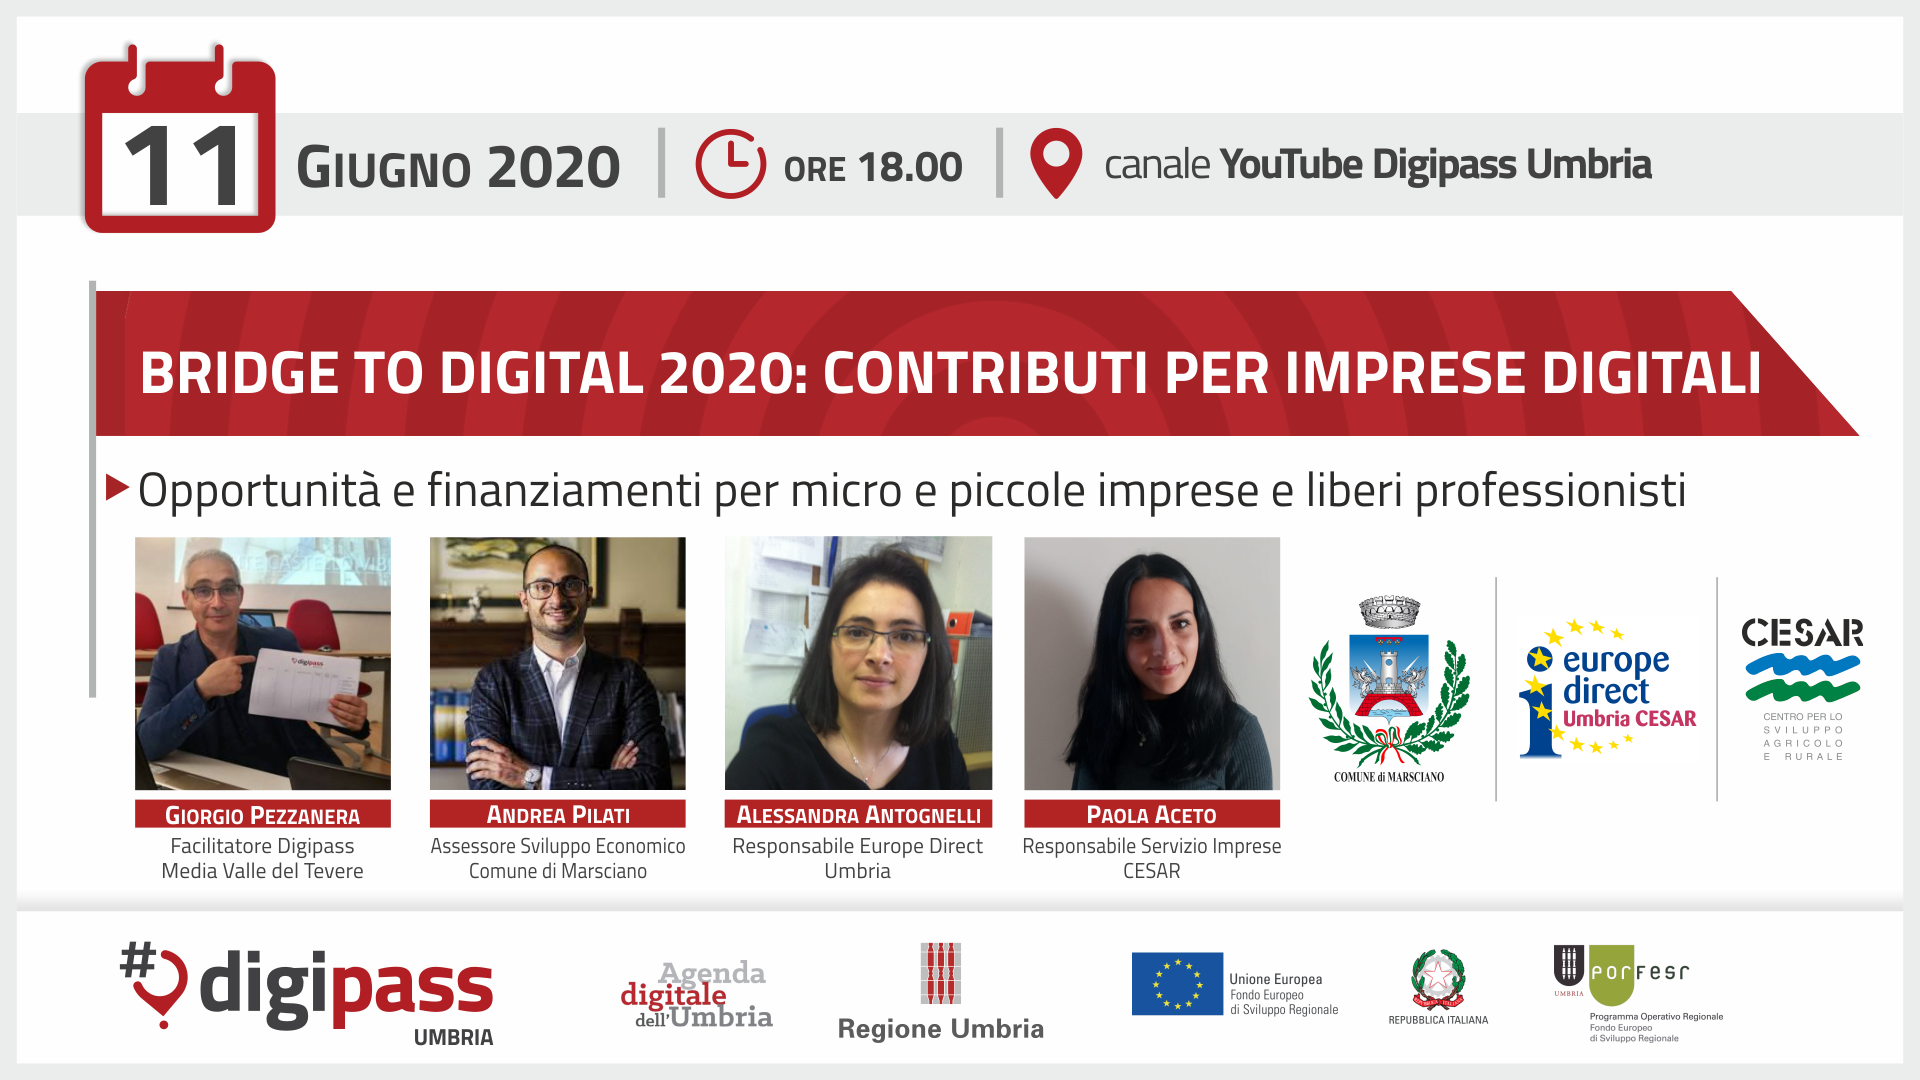 11
GIUGNO 2020
ORE 18.00
canale YouTube Digipass Umbria
BRIDGE TO DIGITAL 2020: CONTRIBUTI PER IMPRESE DIGITALI
Opportunità e finanziamenti per micro e piccole imprese e liberi professionisti
digipass
GIORGIO PEZZANERA
Facilitatore Digipass
Media Valle del Tevere
ANDREA PILATI
Assessore Sviluppo Economico
Comune di Marsciano
ALESSANDRA ANTOGNELLI
Responsabile Europe Direct
Umbria
PAOLA ACETO
Responsabile Servizio Imprese
CESAR
COMUNE di MARSCIANO
europe
direct
Umbria CESAR
CESAR
CENTRO PER LO
SVILUPPO
AGRICOLO
E RURALE
#digipass
UMBRIA
Agenda
digitale
dell'Umbria
Regione Umbria
Unione Europea
Fondo Europeo
di Sviluppo Regionale
REPUBBLICA ITALIANA
UMBRIA
porFesr
Programma Operativo Regionale
Fondo Europeo
di Sviluppo Regionale